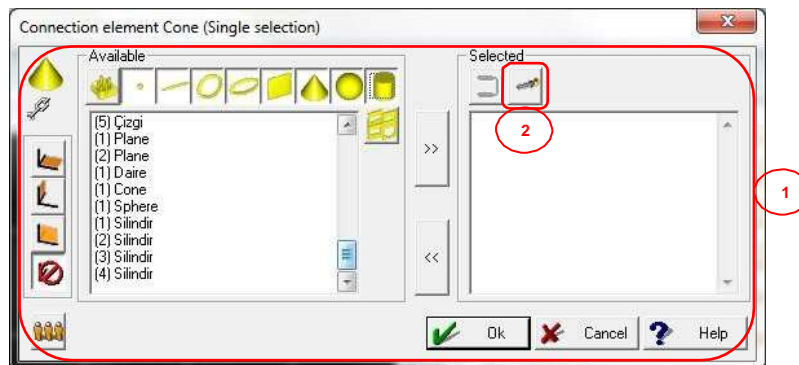 Connection element Cone (Single selection)
Available
Selected
(5) Çizgi
(1) Plane
(2) Plane
(1) Daire
(1) Cone
(1) Sphere
(1) Silindir
(2) Silindir
(3) Silindir
(4) Silindir
>>
<<
2
1
Ok
Cancel
Help